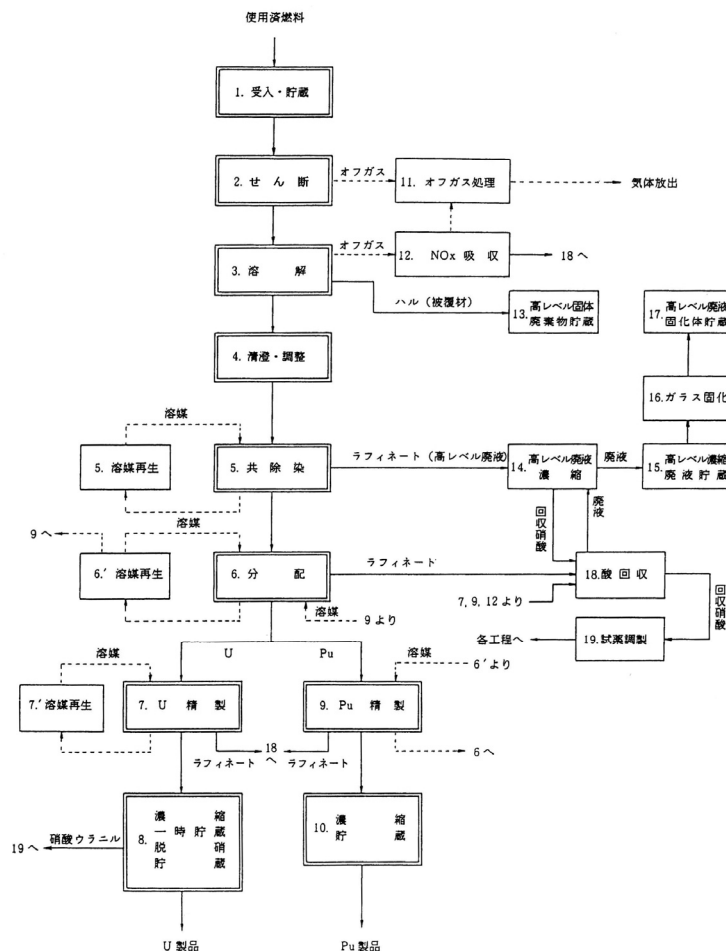 使用済燃料
1. 受入・貯蔵
2. せん断
オフガス
11. オフガス処理
気体放出
オフガス
12. NOx 吸収
18 へ
3. 溶 解
ハル (被覆材)
13. 高レベル固体
廃棄物貯蔵
17. 高レベル廃液
固化体貯蔵
4. 清澄・調整
16. ガラス固化
溶媒
5. 溶媒再生
5. 共 除 染
ラフィネート (高レベル廃液)
14. 高レベル廃液
濃 縮
廃液
15. 高レベル濃縮
廃 液 貯 蔵
回収硝酸
廃液
9 へ
溶媒
6.′ 溶媒再生
6. 分 配
ラフィネード
18. 酸 回 収
回収硝酸
溶媒
9 より
7, 9, 12 より
各工程へ
19. 試薬調製
U
Pu
溶媒
6′ より
溶媒
7.′ 溶媒再生
7. U 精 製
9. Pu 精 製
6 へ
18 へ
ラフィネート
ラフィネート
8. 濃 縮
一 時 貯 蔵
脱 硝
貯 蔵
10. 濃 縮
貯 蔵
硝酸ウラニル
19 へ
U 製品
Pu 製品